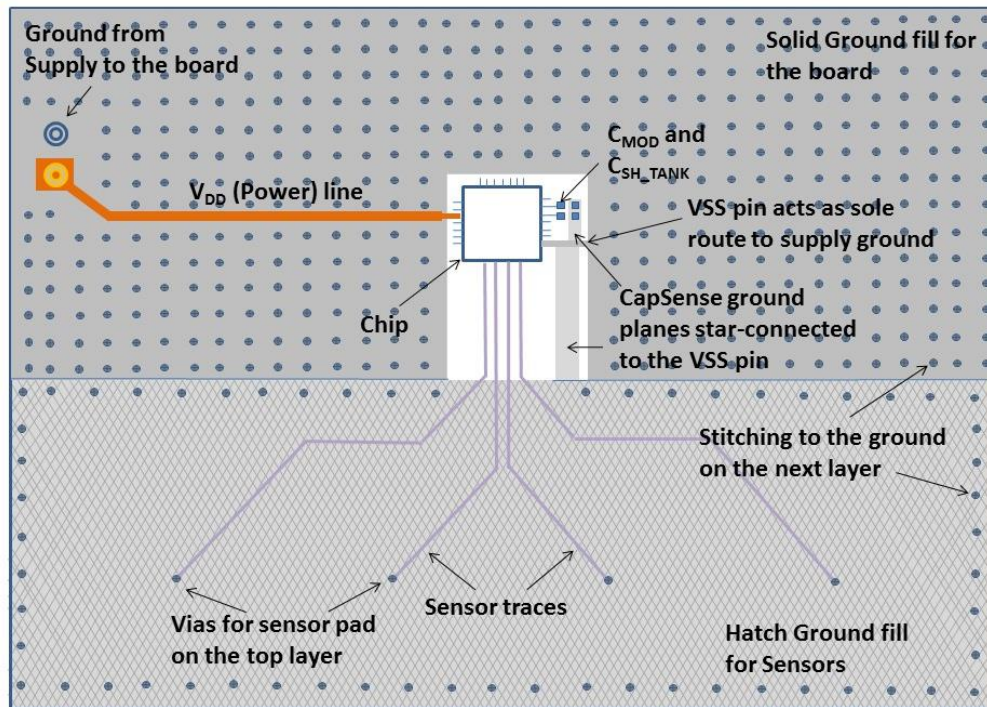 Ground from
Supply to the board
Solid Ground fill for
the board
C_MOD and
C_SH_TANK
V_DD (Power) line
VSS pin acts as sole
route to supply ground
Chip
CapSense ground
planes star-connected
to the VSS pin
Stitching to the ground
on the next layer
Sensor traces
Vias for sensor pad
on the top layer
Hatch Ground fill
for Sensors